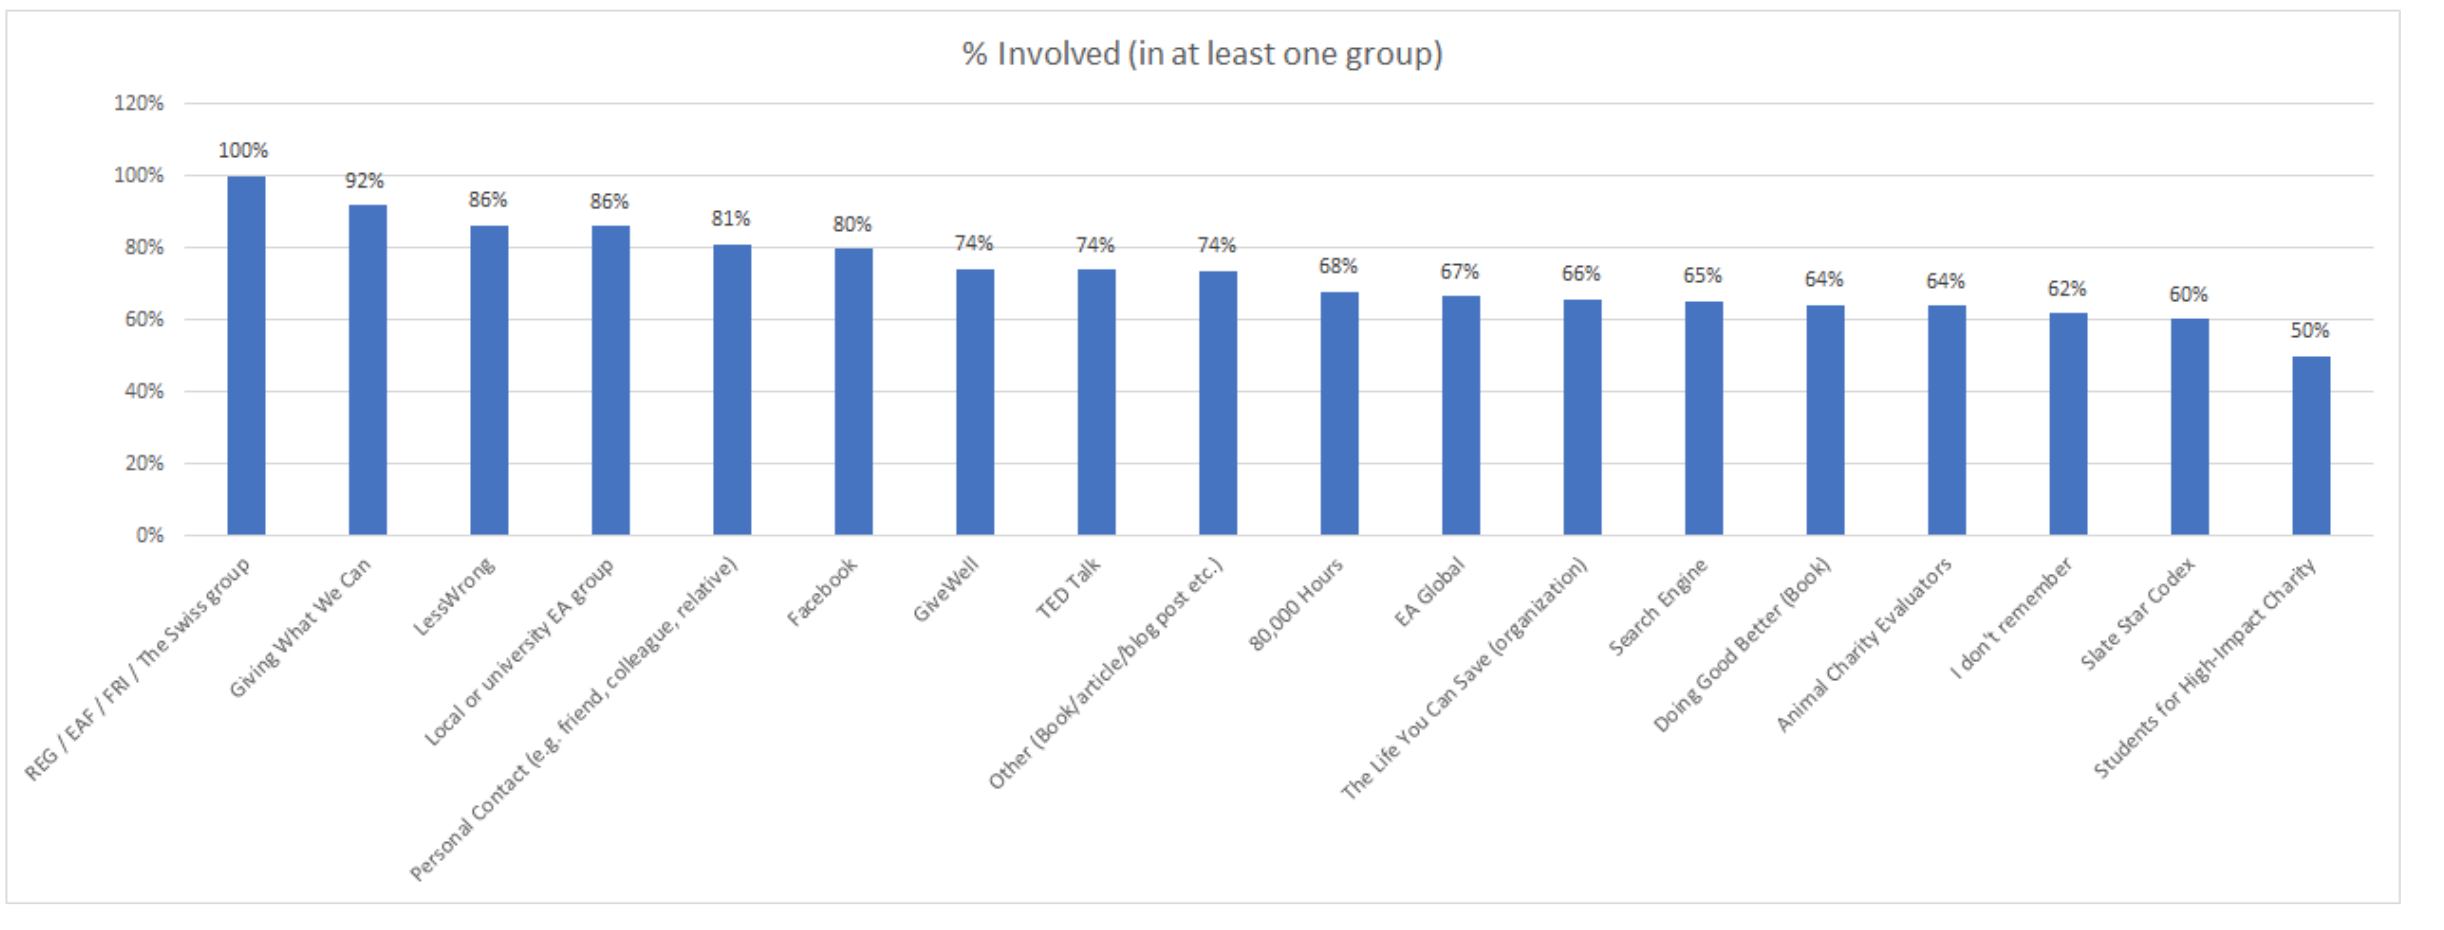 % Involved (in at least one group)
120%
100%
80%
60%
40%
20%
0%
100%
92%
86%
86%
81%
80%
74%
74%
74%
68%
67%
66%
65%
64%
64%
62%
60%
50%
REG / EAF / FRI / The Swiss group
Giving What We Can
LessWrong
Local or university EA group
Personal Contact (e.g. friend, colleague, relative)
Facebook
GiveWell
TED Talk
Other (Book/article/blog post etc.)
80,000 Hours
EA Global
The Life You Can Save (organization)
Search Engine
Doing Good Better (Book)
Animal Charity Evaluators
I don't remember
Slate Star Codex
Students for High-Impact Charity